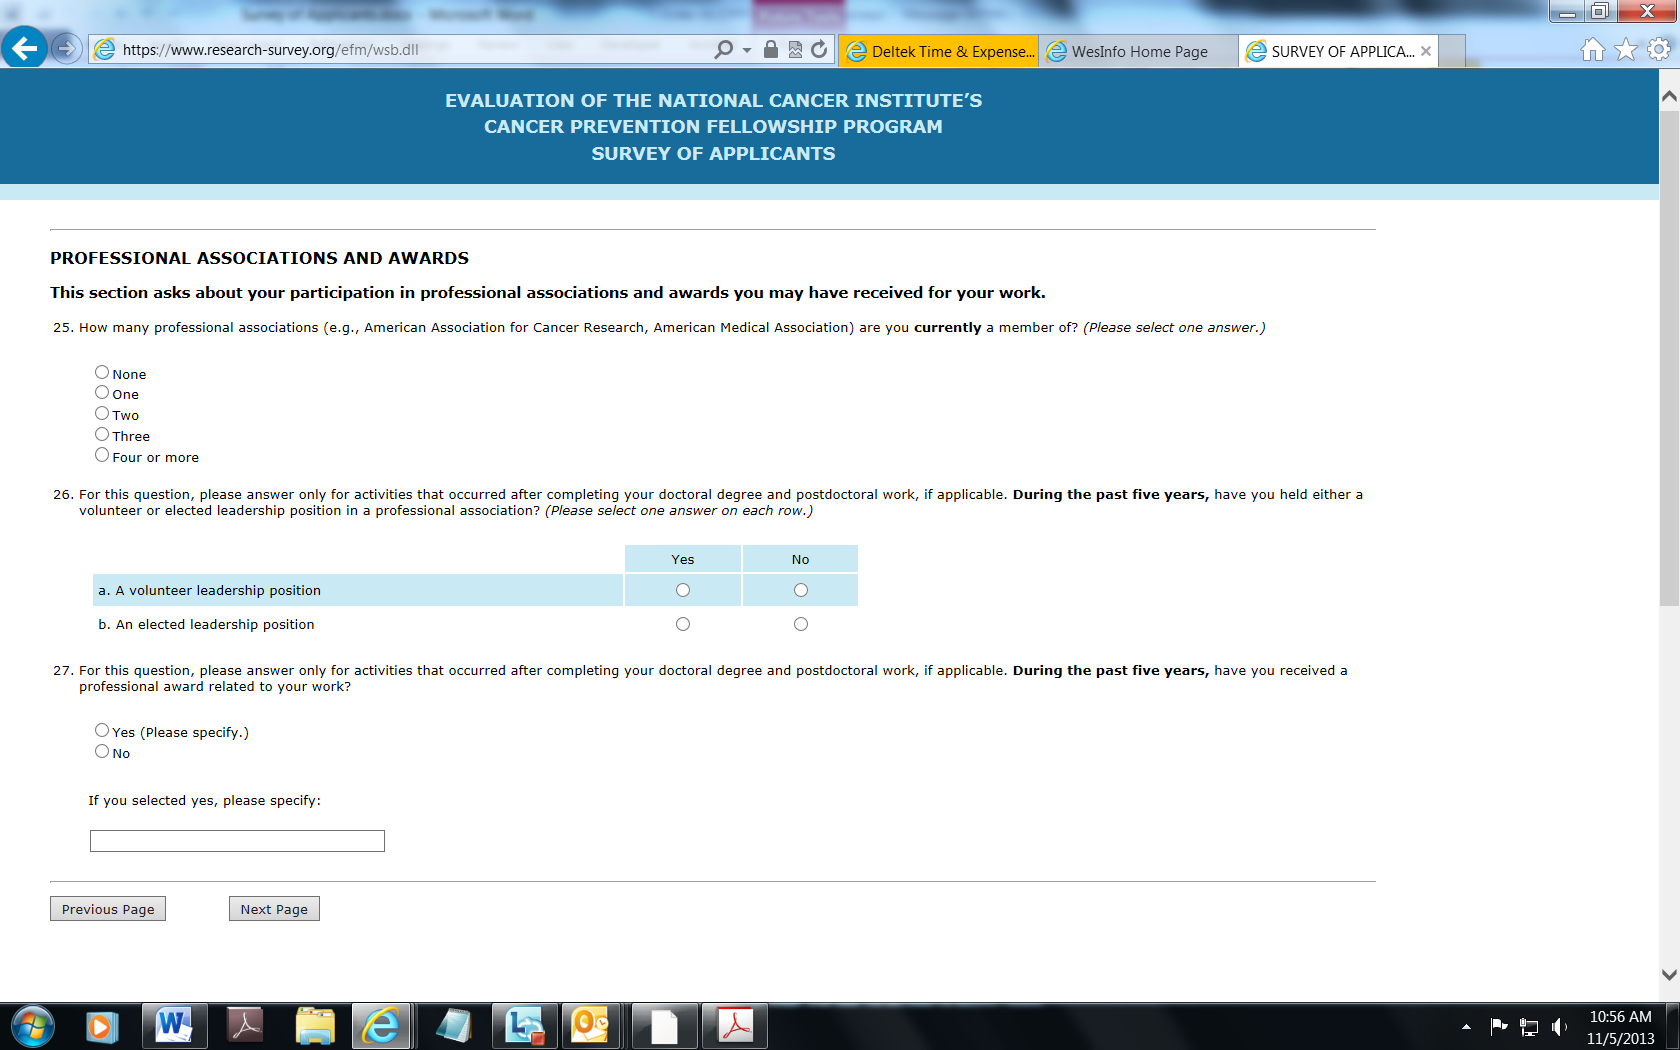 Survey of Applicants.docx - Microsoft Word
https://www.research-survey.org/efm/wsb.dll
Deltek Time & Expense...
WesInfo Home Page
SURVEY OF APPLICA...
EVALUATION OF THE NATIONAL CANCER INSTITUTE'S
CANCER PREVENTION FELLOWSHIP PROGRAM
SURVEY OF APPLICANTS
PROFESSIONAL ASSOCIATIONS AND AWARDS
This section asks about your participation in professional associations and awards you may have received for your work.
25. How many professional associations (e.g., American Association for Cancer Research, American Medical Association) are you currently a member of? (Please select one answer.)
None
One
Two
Three
Four or more
26. For this question, please answer only for activities that occurred after completing your doctoral degree and postdoctoral work, if applicable. During the past five years, have you held either a
volunteer or elected leadership position in a professional association? (Please select one answer on each row.)
Yes No
a. A volunteer leadership position
b. An elected leadership position
27. For this question, please answer only for activities that occurred after completing your doctoral degree and postdoctoral work, if applicable. During the past five years, have you received a
professional award related to your work?
Yes (Please specify.)
No
If you selected yes, please specify:
Previous Page Next Page
10:56 AM
11/5/2013